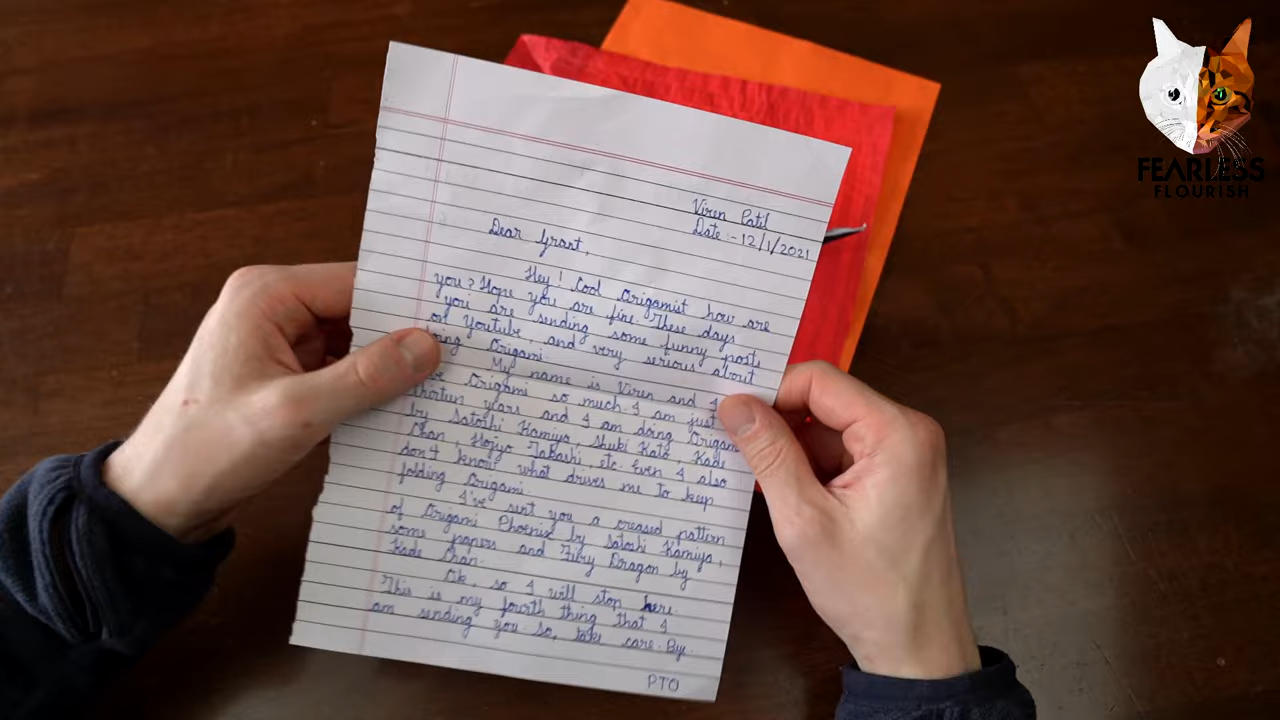 FEARLESS
FLOURISH
Viren Patil
Date :- 12/1/2021
Dear Grant,
Hey! Cool Origamist how are
you? Hope you are fine. These days
you are sending some funny posts
on Youtube, and very serious about
doing Origami.
My name is Viren and I
Origami so much. I am just
thirteen years and I am doing Origami
by Satoshi Kamiya, Shuki Kato, Kade
Chan, Hojyo Takashi, etc. Even I also
don't know what drives me to keep
folding Origami.
I've sent you a creased pattern
of Origami Phoenix by Satoshi Kamiya,
some papers and Fiery Dragon by
Kade Chan.
Ok, so I will stop here.
This is my fourth thing that I
am sending you. So, take care. Bye.
PTO